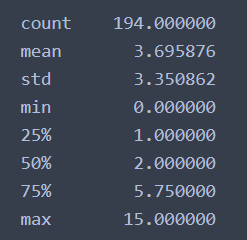 count 194.000000
mean 3.695876
std 3.350862
min 0.000000
25% 1.000000
50% 2.000000
75% 5.750000
max 15.000000